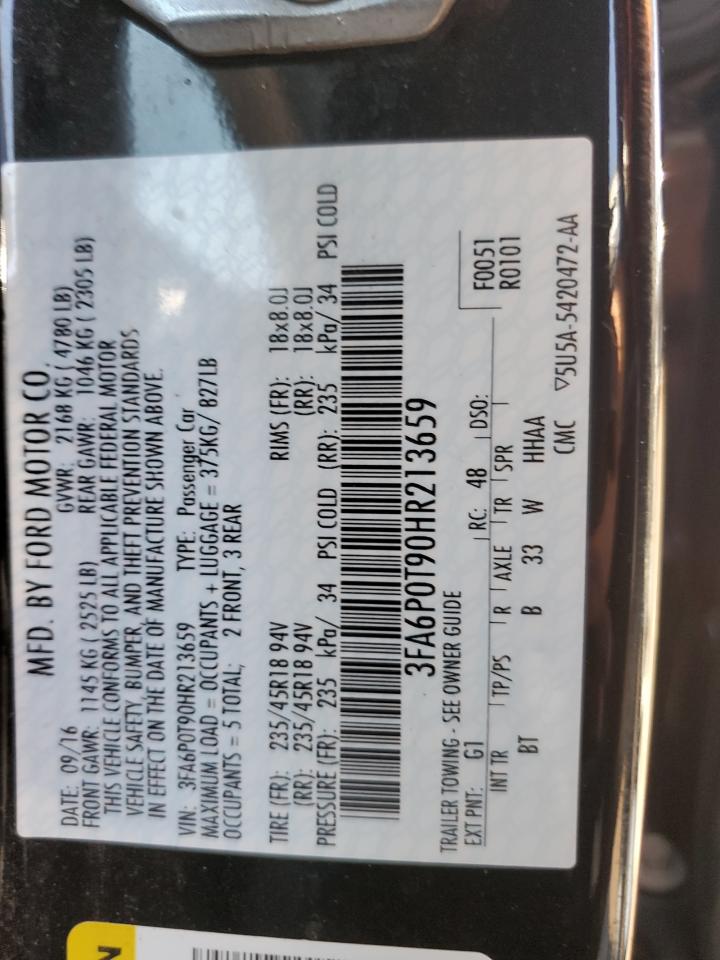 MFD. BY FORD MOTOR CO.
DATE: 09/16 GVWR: 2168 KG ( 4780 LB)
FRONT GAWR: 1145 KG ( 2525 LB) REAR GAWR: 1046 KG ( 2305 LB)
THIS VEHICLE CONFORMS TO ALL APPLICABLE FEDERAL MOTOR
VEHICLE SAFETY, BUMPER, AND THEFT PREVENTION STANDARDS
IN EFFECT ON THE DATE OF MANUFACTURE SHOWN ABOVE.
VIN: 3FA6P0T90HR213659 TYPE: Passenger Car
MAXIMUM LOAD = OCCUPANTS + LUGGAGE = 375KG/ 827LB
OCCUPANTS = 5 TOTAL; 2 FRONT, 3 REAR
TIRE (FR): 235/45R18 94V RIMS (FR): 18x8.0J
(RR): 235/45R18 94V (RR): 18x8.0J
PRESSURE (FR): 235 kPa/ 34 PSI COLD (RR): 235 kPa/ 34 PSI COLD
3FA6P0T90HR213659
TRAILER TOWING - SEE OWNER GUIDE
EXT PNT: G1 RC: 48 DSO: F0051
INT TR TP/PS R AXLE TR SPR R0101
BT B 33 W HHAA
CMC ▽5U5A-5420472-AA
N